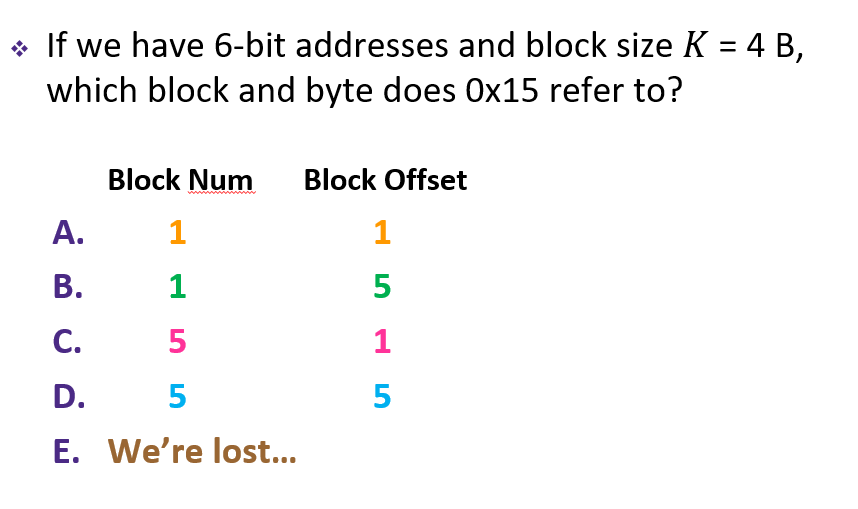 ❖ If we have 6-bit addresses and block size K = 4 B,
which block and byte does 0x15 refer to?
Block Num Block Offset
A. 1 1
B. 1 5
C. 5 1
D. 5 5
E. We’re lost...